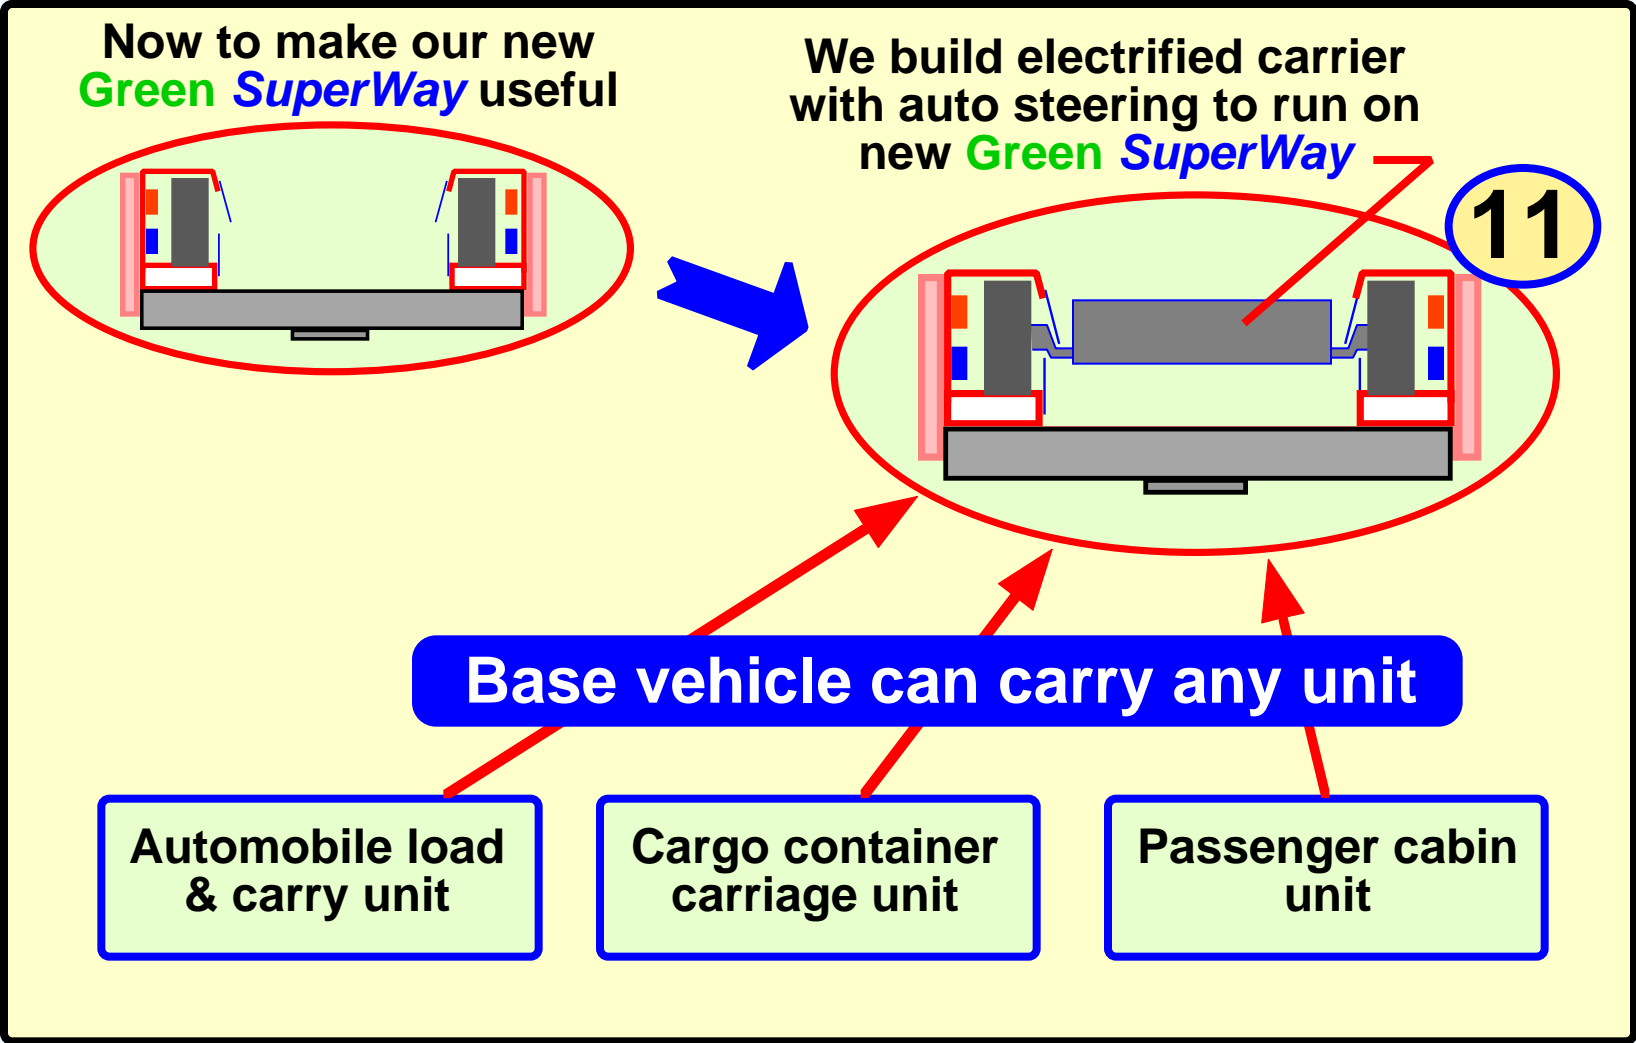 Now to make our new
Green SuperWay useful
We build electrified carrier
with auto steering to run on
new Green SuperWay
11
Base vehicle can carry any unit
Automobile load
& carry unit
Cargo container
carriage unit
Passenger cabin
unit